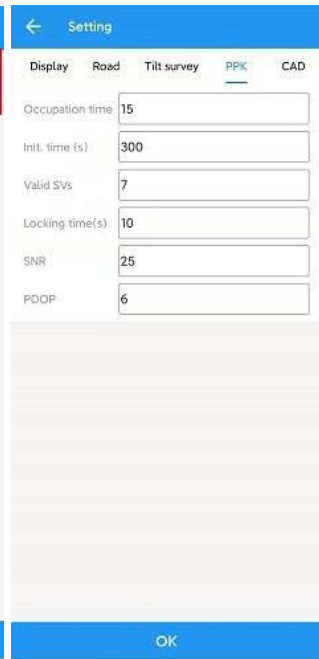 Setting
Display Road Tilt survey PPK CAD
Occupation time 15
Init. time (s) 300
Valid SVs 7
Locking time(s) 10
SNR 25
PDOP 6
OK